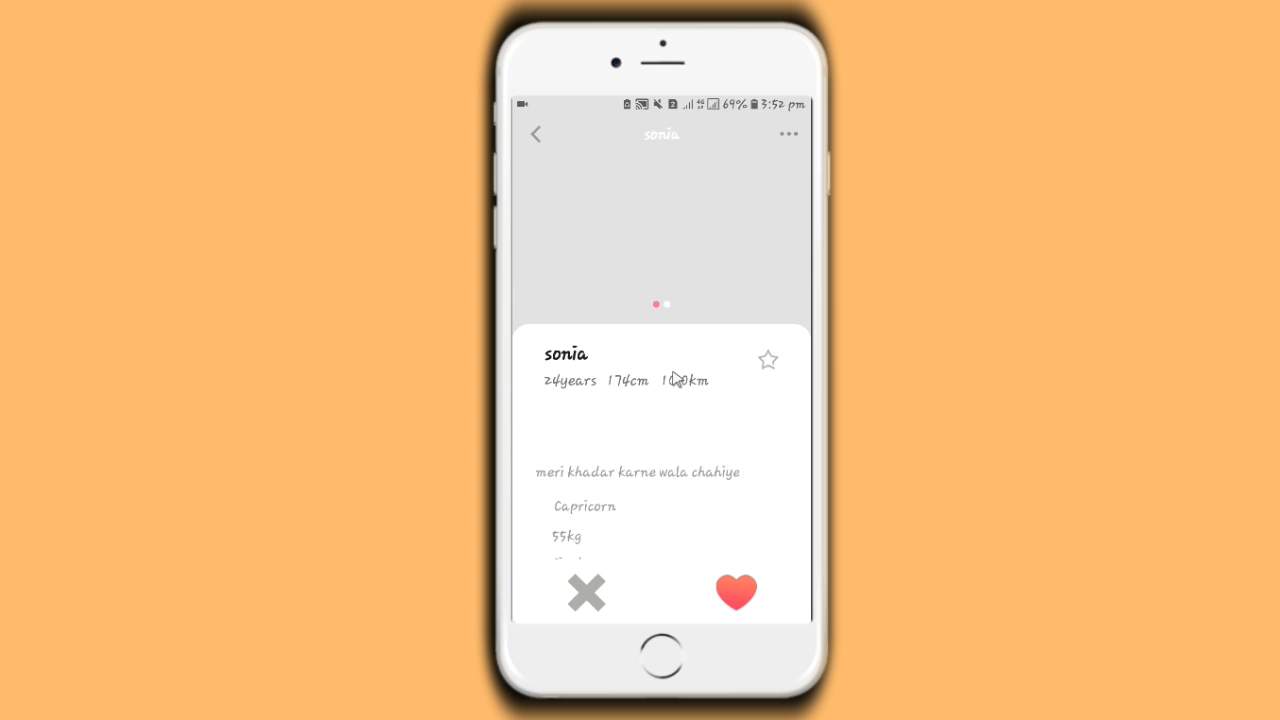 69% 3:52 pm
sonia
sonia
24years 174cm
meri khadar karne wala chahiye
Capricorn
55kg